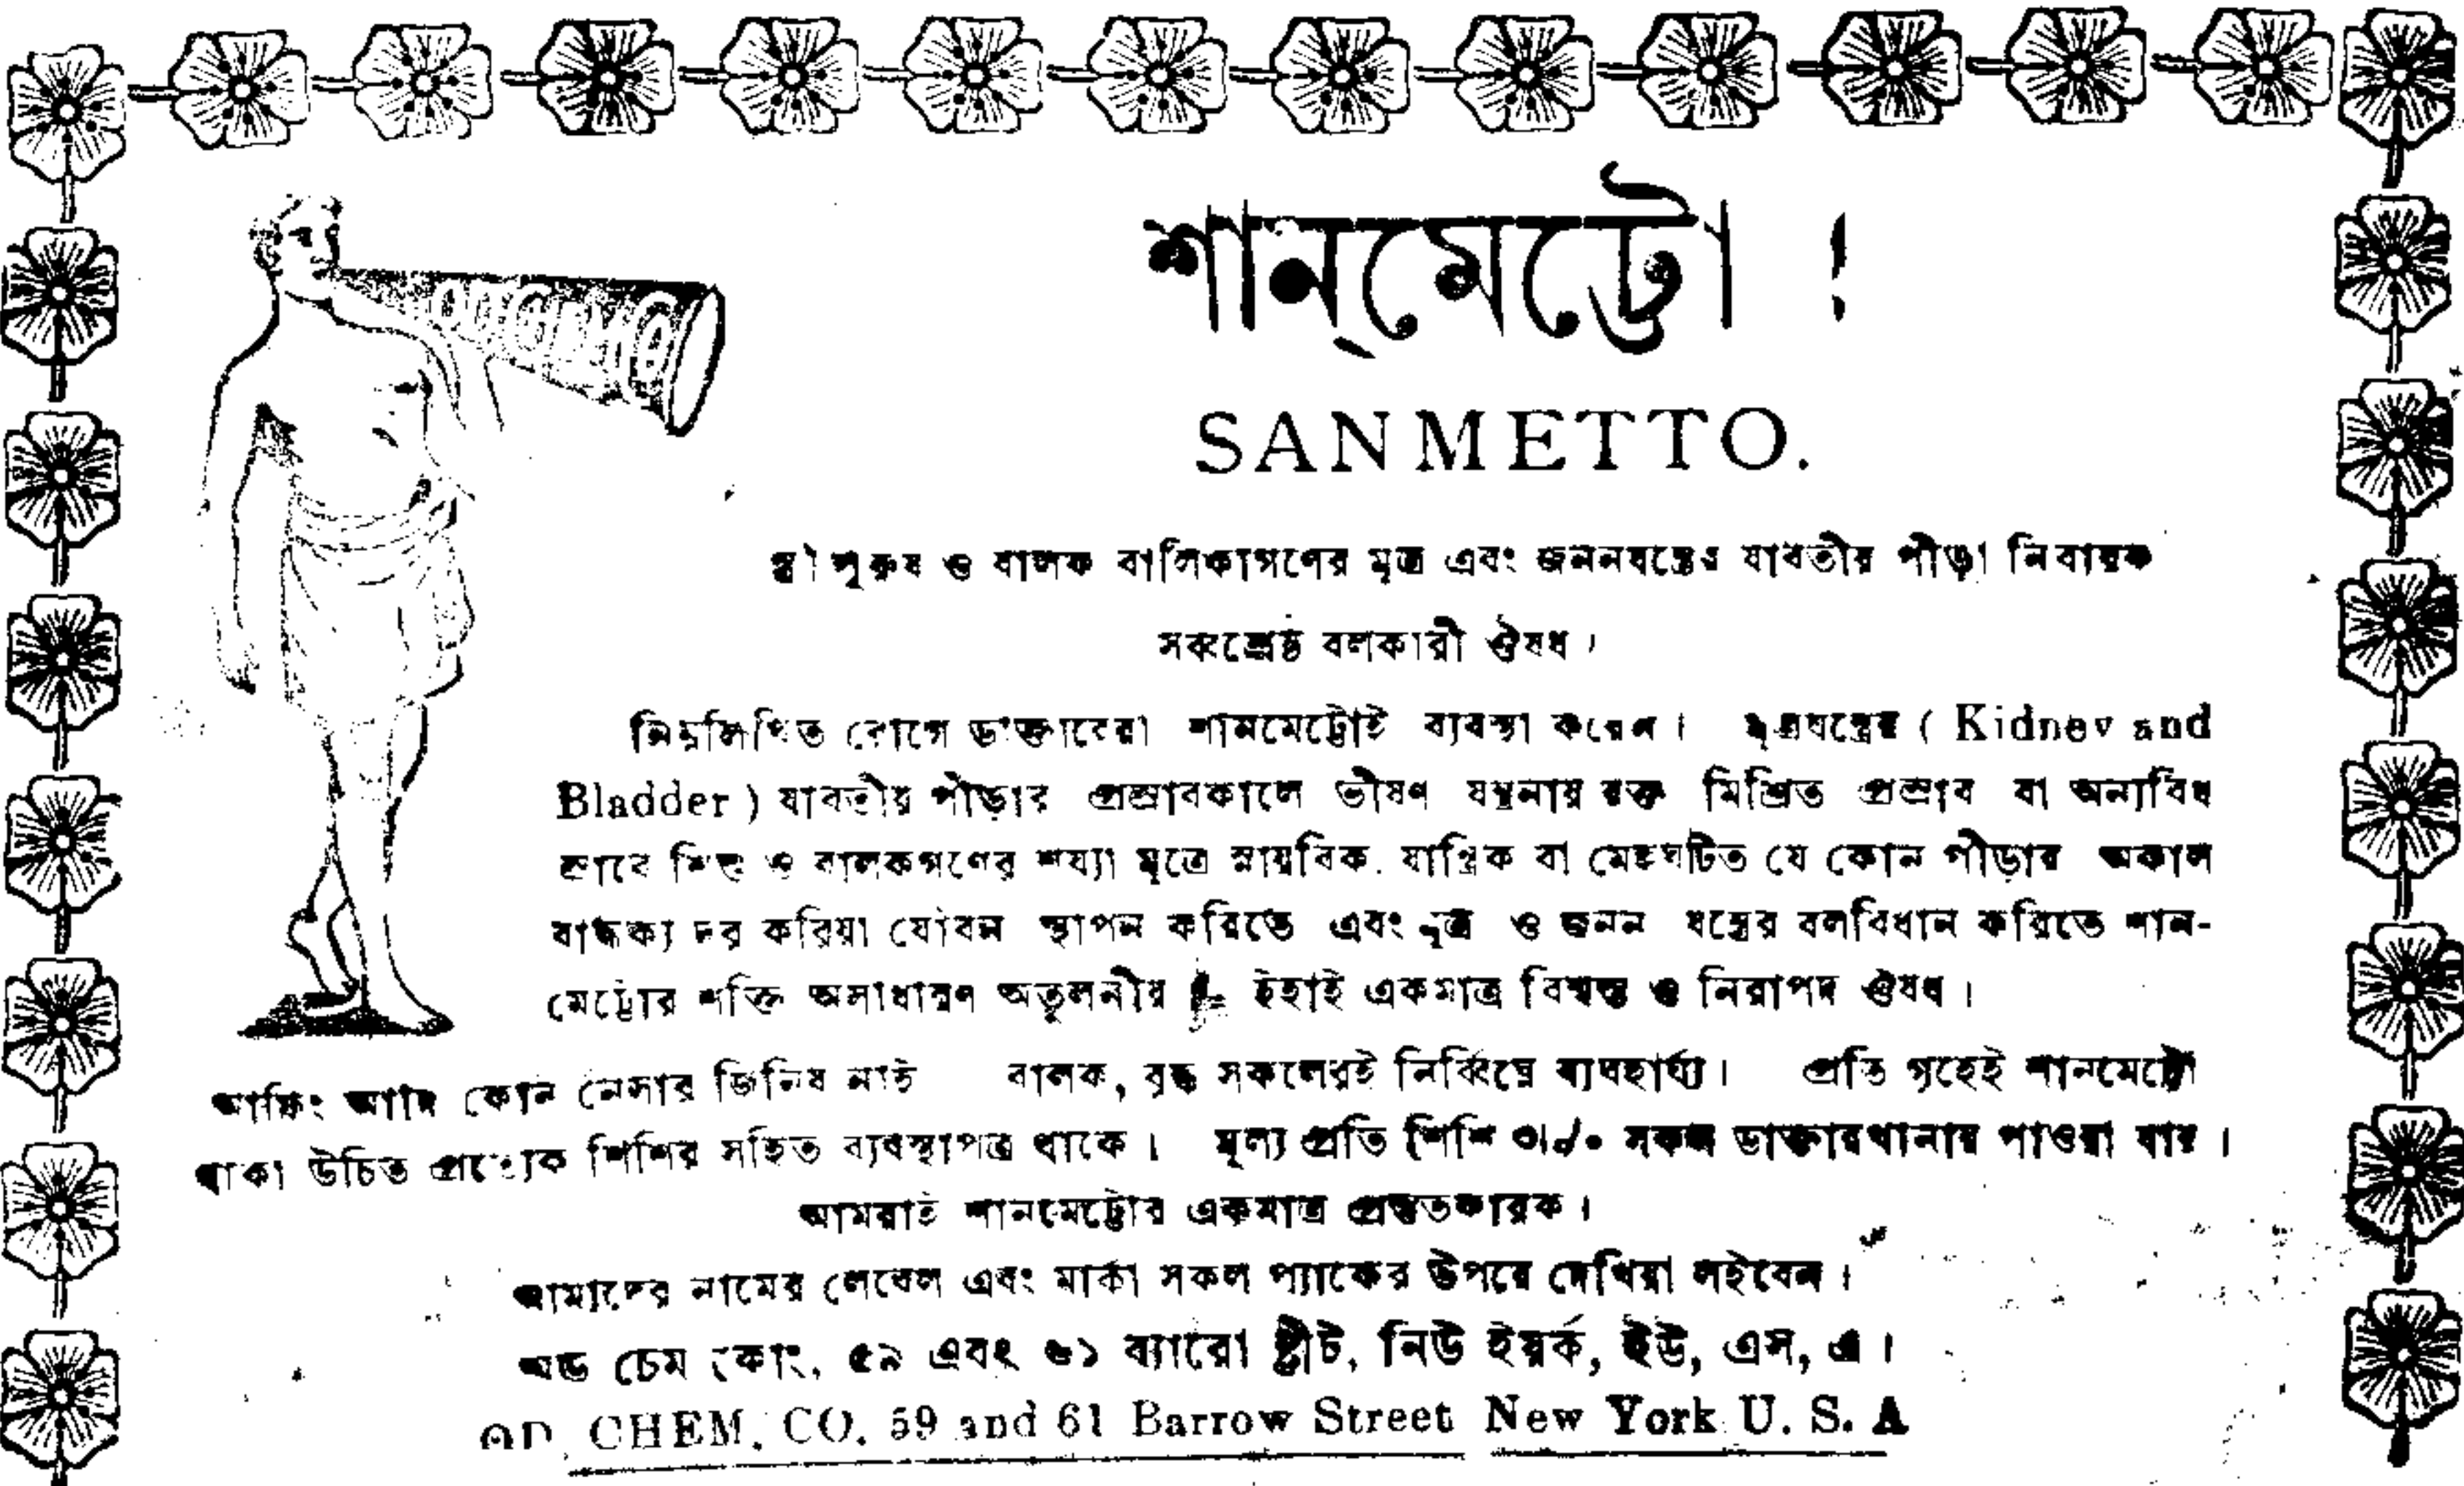 শান্‌মেট্টো !
SANMETTO.
স্ত্রী পুরুষ ও বালক বালিকাগণের মূত্র এবং জননযন্ত্রের যাবতীয় পীড়া নিবারক
সর্ব্বশ্রেষ্ঠ বলকারী ঔষধ।
নিম্নলিখিত রোগে ডাক্তারেরা শানমেট্টোই ব্যবস্থা করেন। মূত্রযন্ত্রের ( Kidney and
Bladder ) যাবতীয় পীড়ার প্রস্রাবকালে ভীষণ যন্ত্রনায় রক্ত মিশ্রিত প্রস্রাব বা অন্যবিধ
স্রাবে শিশু ও বালকগণের শয্যা মূত্রে স্নায়বিক. যান্ত্রিক বা মেহঘটিত যে কোন পীড়ার অকাল
বার্দ্ধক্য দূর করিয়া যৌবন স্থাপন করিতে এবং মূত্র ও জনন যন্ত্রের বলবিধান করিতে শান-
মেট্টোর শক্তি অসাধারণ অতুলনীয় ইহাই একমাত্র বিশ্বস্ত ও নিরাপদ ঔষধ।
আফিং আদি কোন নেসার জিনিষ নাই বালক, বৃদ্ধ সকলেরই নির্ব্বিঘ্নে ব্যবহার্য্য। প্রতি গৃহেই শানমেট্টো
থাকা উচিত প্রত্যেক শিশির সহিত ব্যবস্থাপত্র থাকে। মূল্য প্রতি শিশি ৩৷৵০ সকল ডাক্তারখানায় পাওয়া যায়।
আমরাই শানমেট্টোর একমাত্র প্রস্তুতকারক।
আমাদের নামের লেবেল এবং মার্কা সকল প্যাকের উপরে দেখিয়া লইবেন।
অড চেম কোং, ৫৯ এবং ৬১ ব্যারো ষ্ট্রীট, নিউ ইয়র্ক, ইউ, এস, এ।
OD CHEM. CO. 59 and 61 Barrow Street New York U. S. A